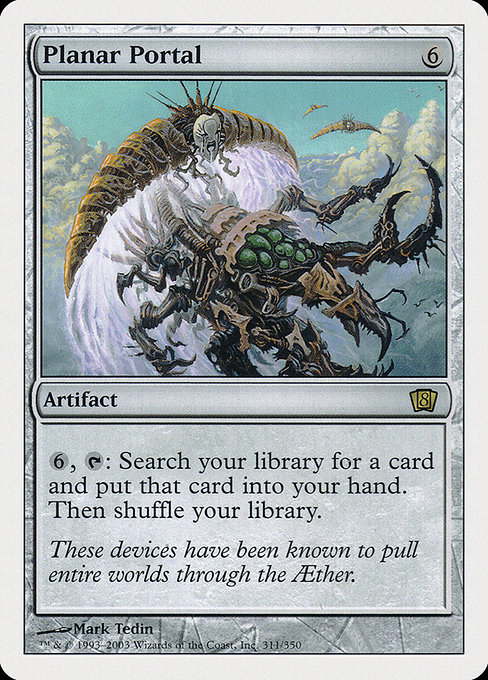 Planar Portal 6
Artifact 8
6, : Search your library for a card
and put that card into your hand.
Then shuffle your library.
These devices have been known to pull
entire worlds through the Æther.
Mark Tedin
™ & © 1993–2003 Wizards of the Coast, Inc. 311/350